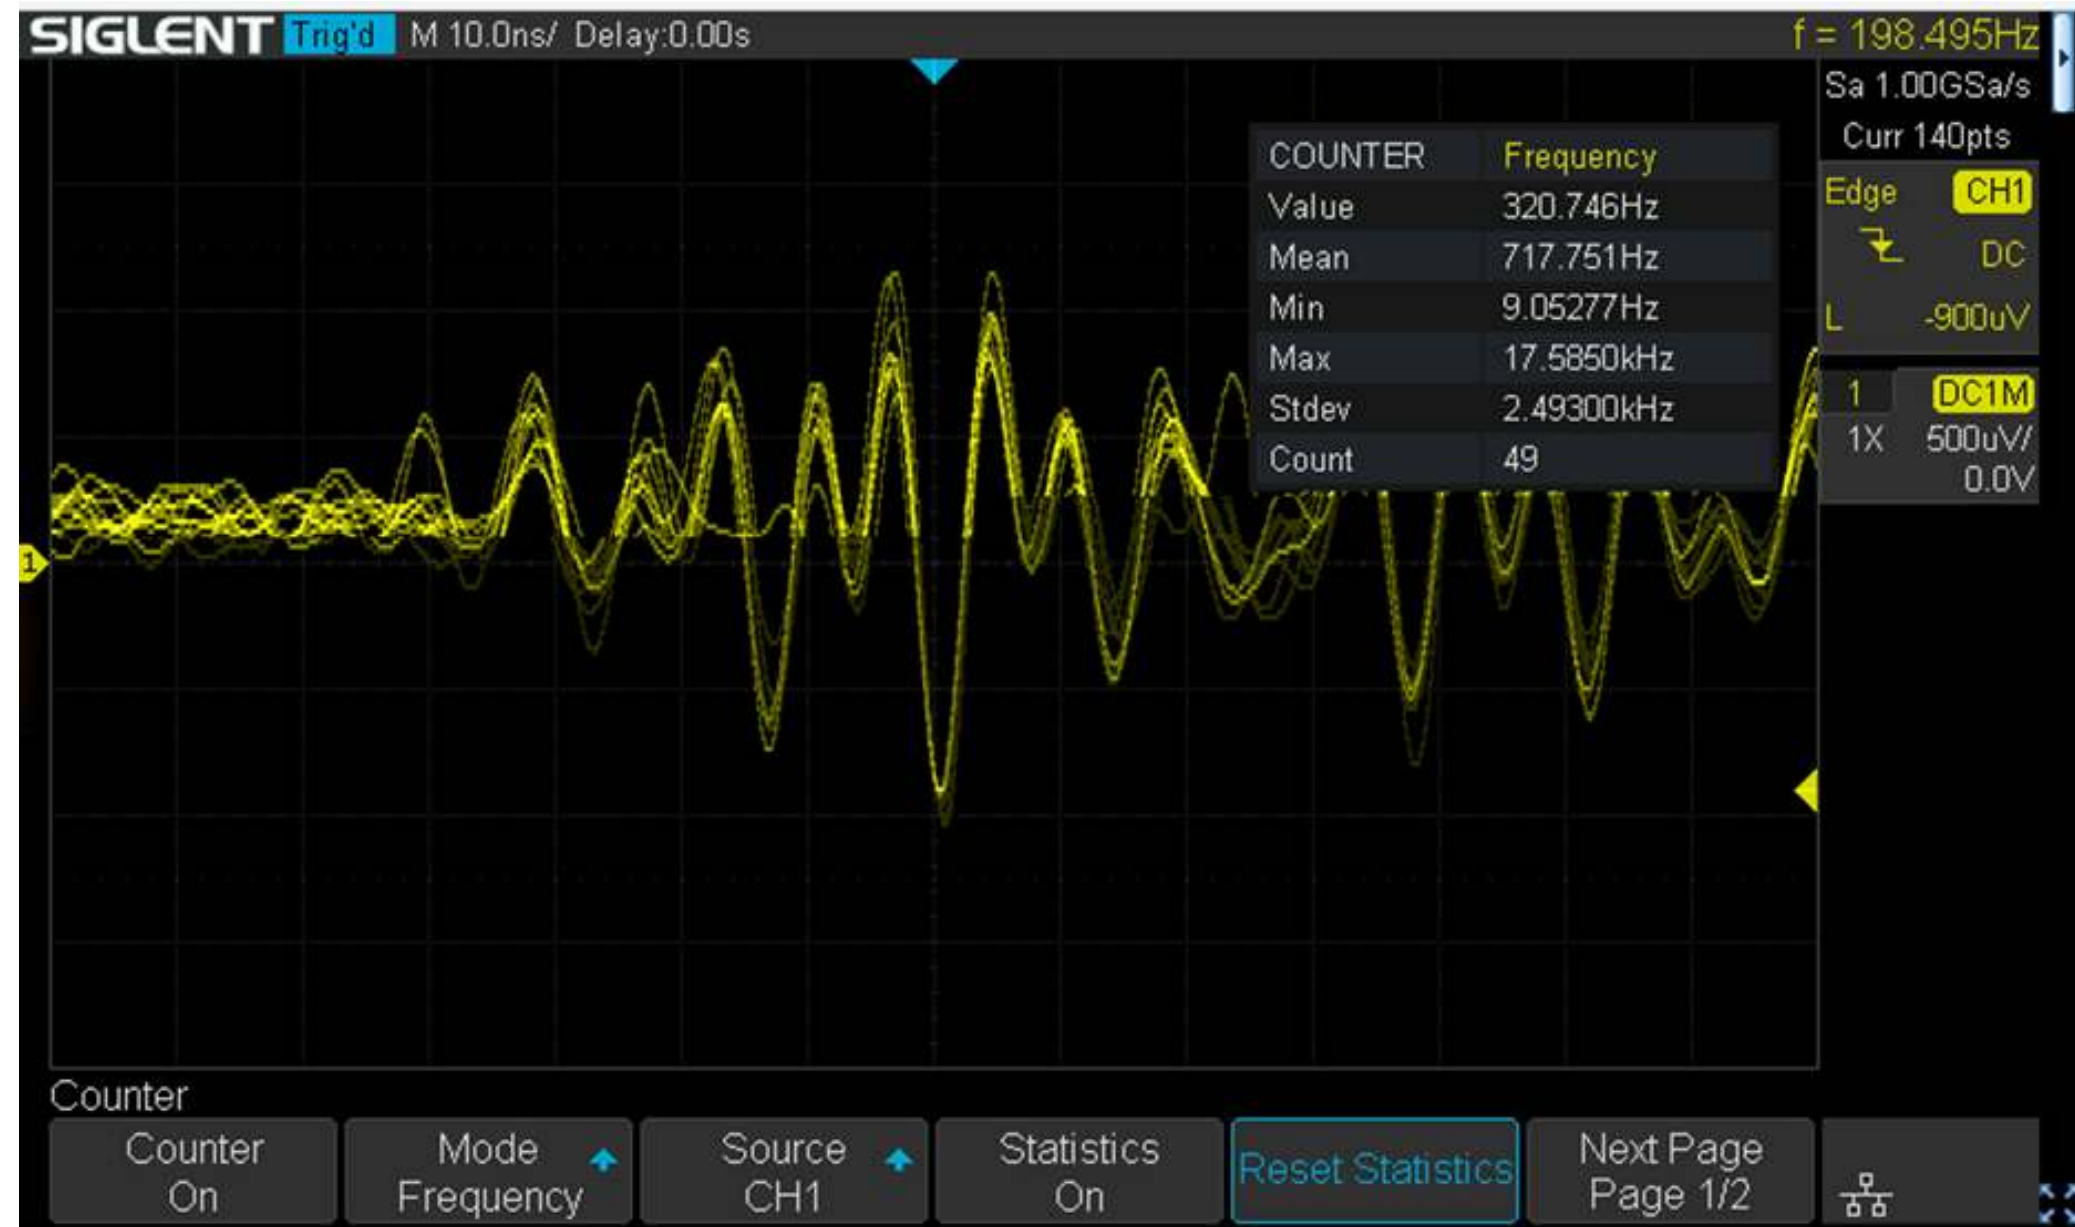 SIGLENT Trig'd M 10.0ns/ Delay:0.00s f = 198.495Hz
Sa 1.00GSa/s
Curr 140pts
COUNTER Frequency
Value 320.746Hz
Mean 717.751Hz
Min 9.05277Hz
Max 17.5850kHz
Stdev 2.49300kHz
Count 49
Edge CH1
DC
L -900uV
1 DC1M
1X 500uV/
0.0V
1
Counter
Counter On
Mode Frequency
Source CH1
Statistics On
Reset Statistics
Next Page Page 1/2